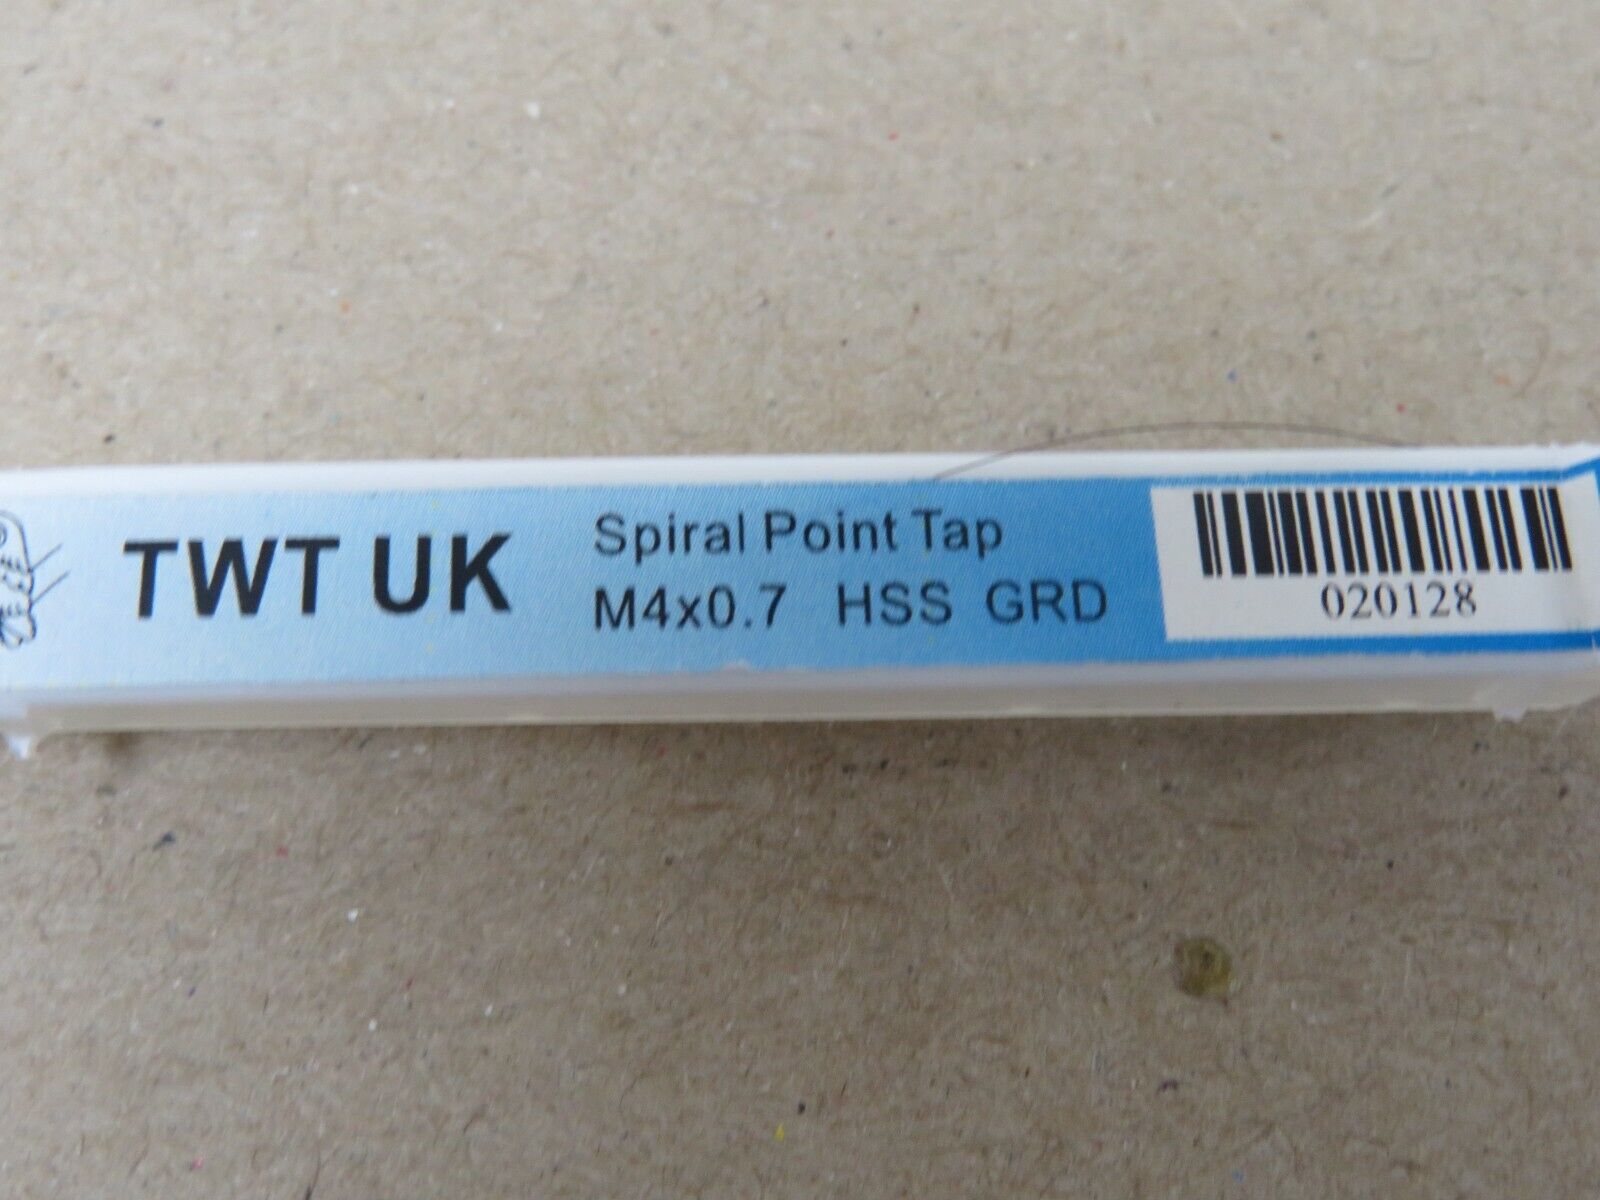 TWT UK
Spiral Point Tap
M4x0.7 HSS GRD
020128